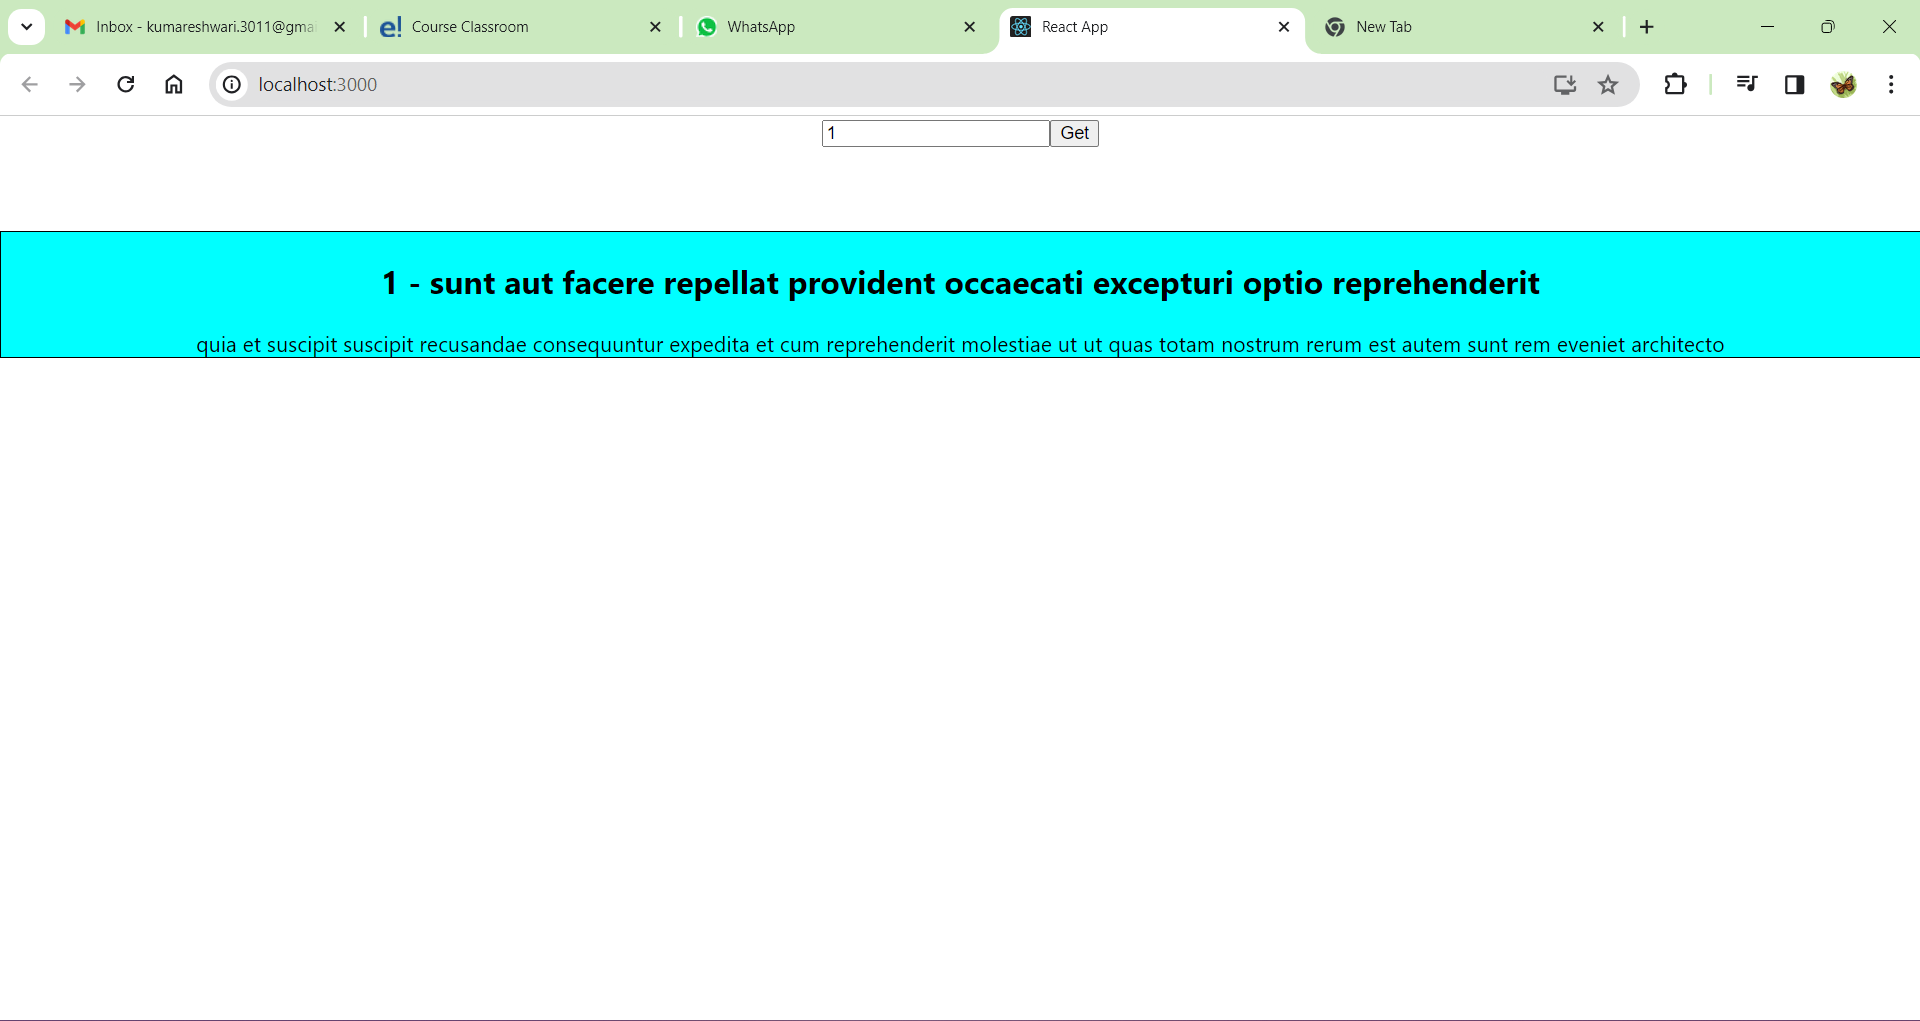 Inbox - kumareshwari.3011@gmai
Course Classroom
WhatsApp
React App
New Tab
localhost:3000
1
Get
1 - sunt aut facere repellat provident occaecati excepturi optio reprehenderit
quia et suscipit suscipit recusandae consequuntur expedita et cum reprehenderit molestiae ut ut quas totam nostrum rerum est autem sunt rem eveniet architecto